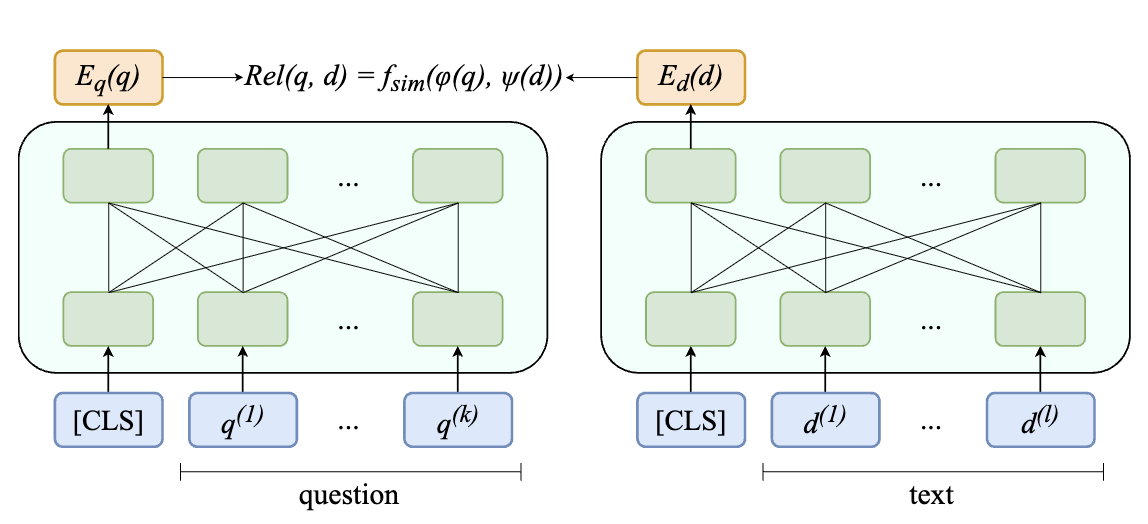 E_q(q) Rel(q, d) = f_sim(φ(q), ψ(d)) E_d(d)
... ...
... ...
[CLS] q^(1) ... q^(k) [CLS] d^(1) ... d^(l)
question text